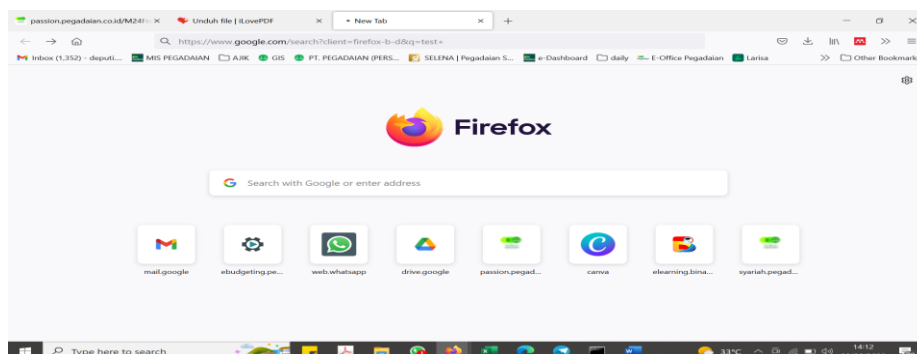 passion.pegadaian.co.id/M24F
Unduh file | iLovePDF
New Tab
https://www.google.com/search?client=firefox-b-d&q=test+
Inbox (1,352) - deputi...
MIS PEGADAIAN
AJIK
GIS
PT. PEGADAIAN (PERS...
SELENA | Pegadaian S...
e-Dashboard
daily
E-Office Pegadaian
Larisa
Other Bookmark
Firefox
Search with Google or enter address
mail.google
ebudgeting.pe...
web.whatsapp
drive.google
passion.pegad...
canva
elearning.bina...
syariah.pegad...
Type here to search
33°C
14:12